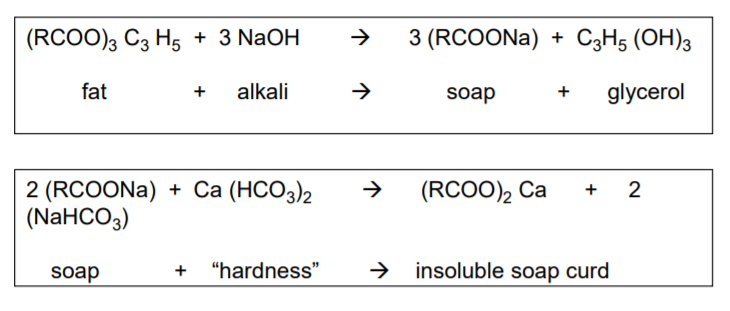 (RCOO)₃ C₃ H₅ + 3 NaOH → 3 (RCOONa) + C₃H₅ (OH)₃
fat + alkali → soap + glycerol
2 (RCOONa) + Ca (HCO₃)₂ → (RCOO)₂ Ca + 2
(NaHCO₃)
soap + “hardness” → insoluble soap curd